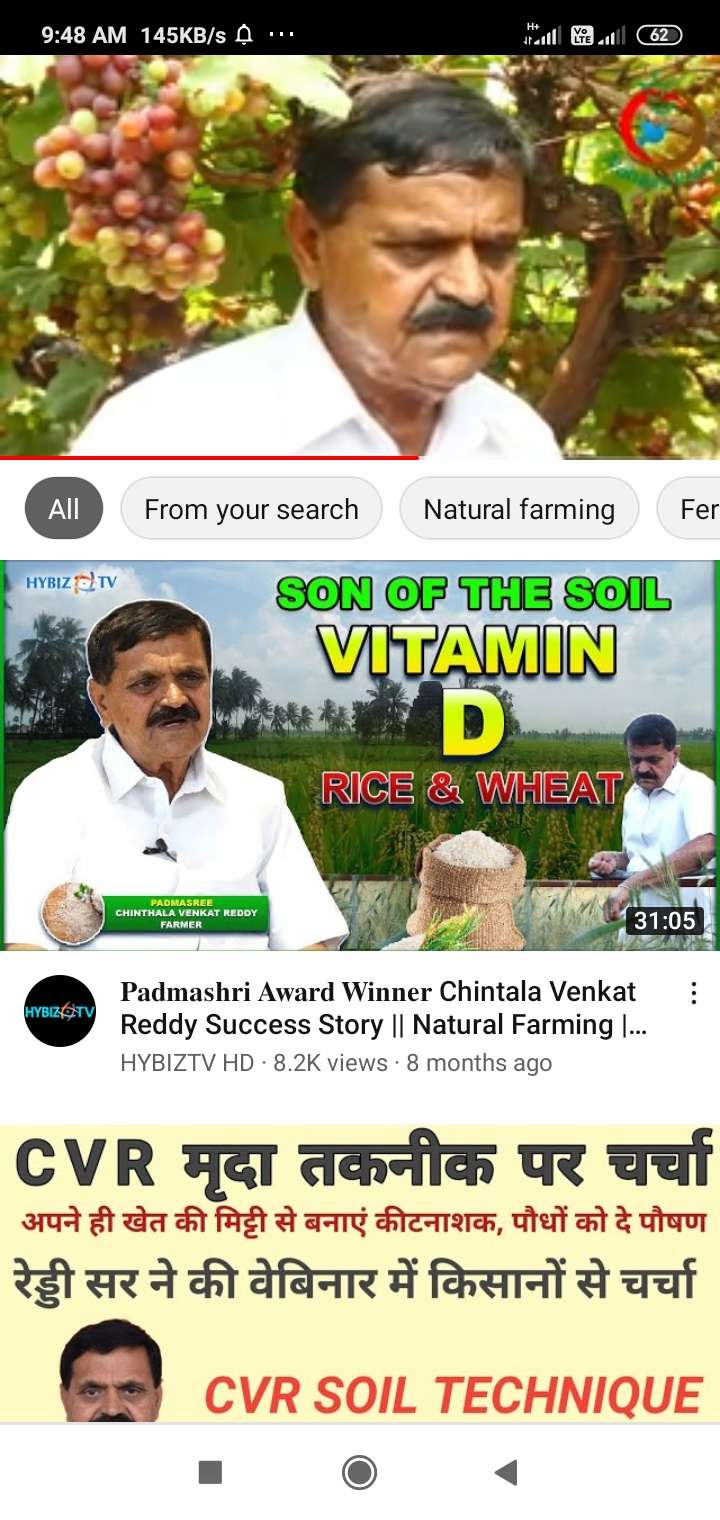 9:48 AM 145KB/s ...
H+
Vo
LTE
62
All
From your search
Natural farming
Fer
HYBIZ TV
SON OF THE SOIL
VITAMIN
D
RICE & WHEAT
PADMASREE
CHINTHALA VENKAT REDDY
FARMER
31:05
HYBIZ TV
Padmashri Award Winner Chintala Venkat
Reddy Success Story || Natural Farming |...
HYBIZTV HD · 8.2K views · 8 months ago
CVR मृदा तकनीक पर चर्चा
अपने ही खेत की मिट्टी से बनाएं कीटनाशक, पौधों को दे पौषण
रेड्डी सर ने की वेबिनार में किसानों से चर्चा
CVR SOIL TECHNIQUE